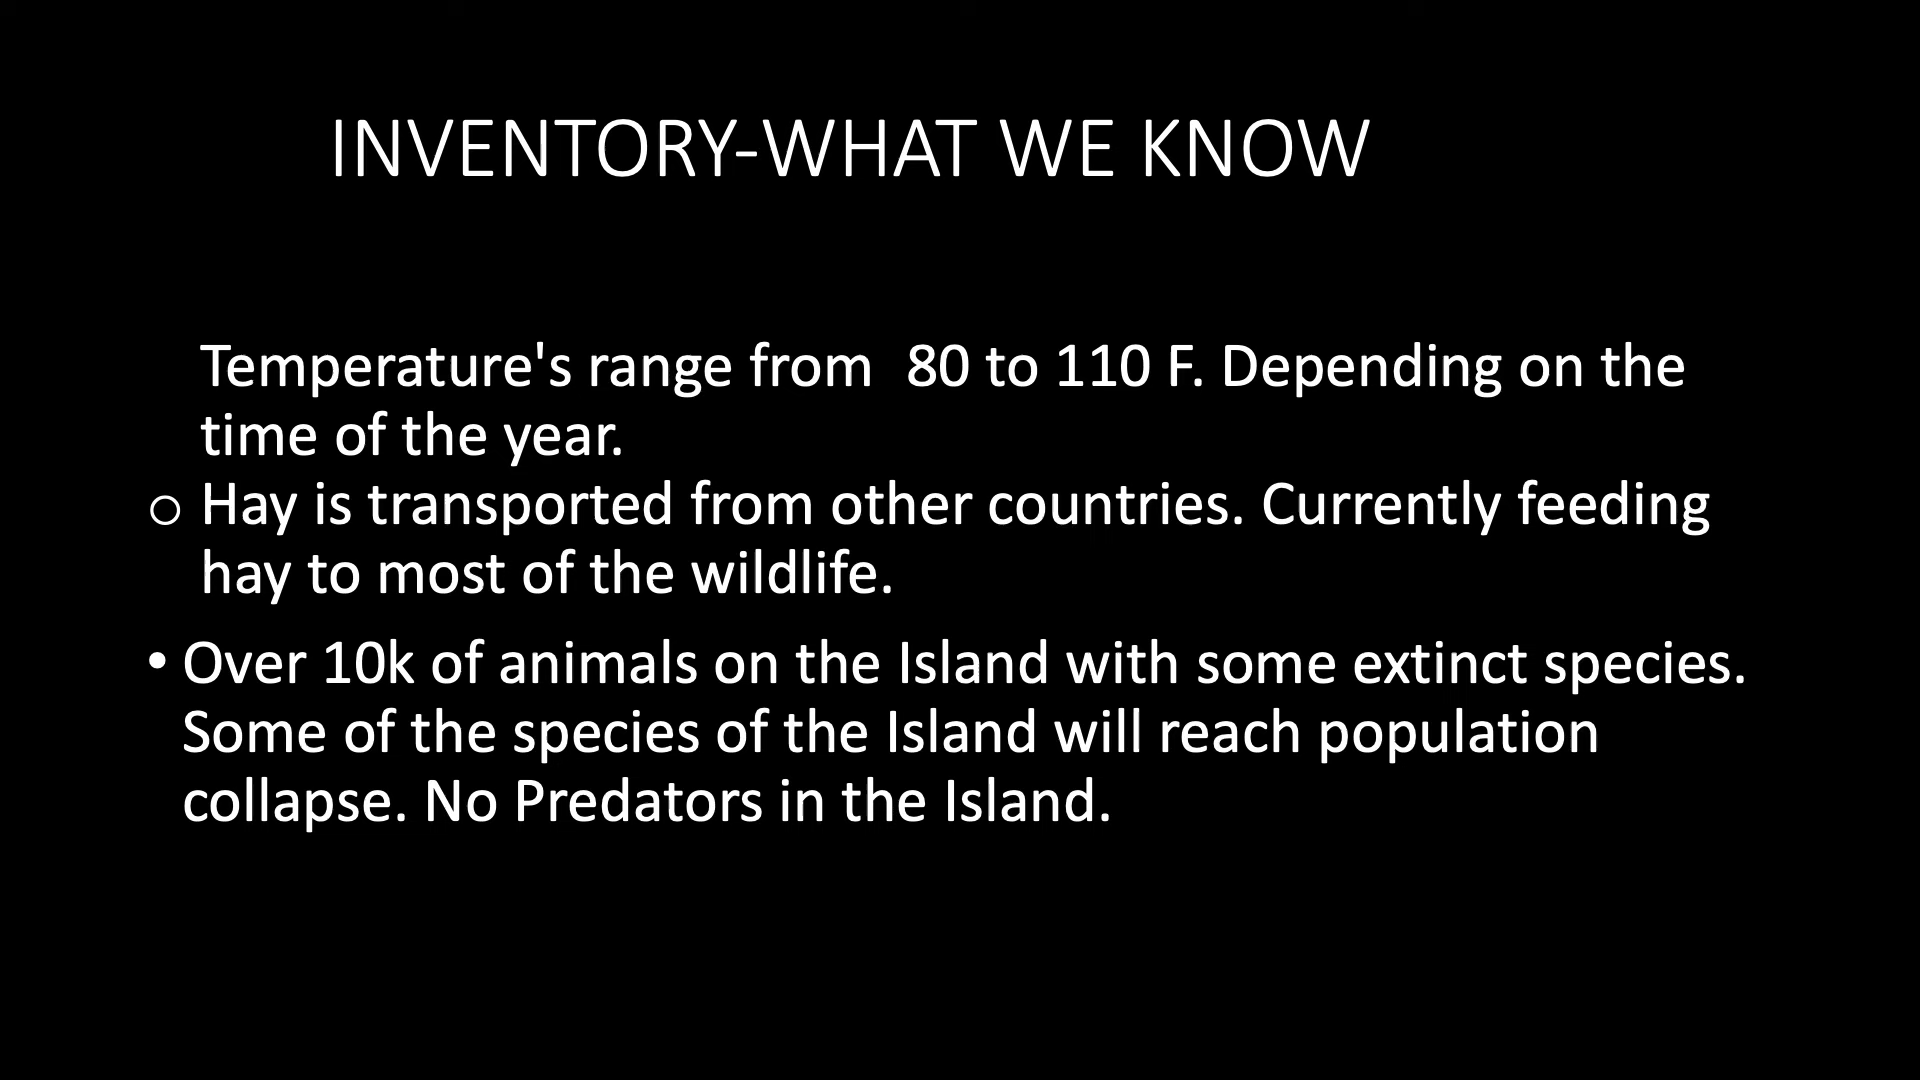 INVENTORY-WHAT WE KNOW
Temperature's range from  80 to 110 F. Depending on the
time of the year.
o Hay is transported from other countries. Currently feeding
hay to most of the wildlife.
• Over 10k of animals on the Island with some extinct species.
Some of the species of the Island will reach population
collapse. No Predators in the Island.